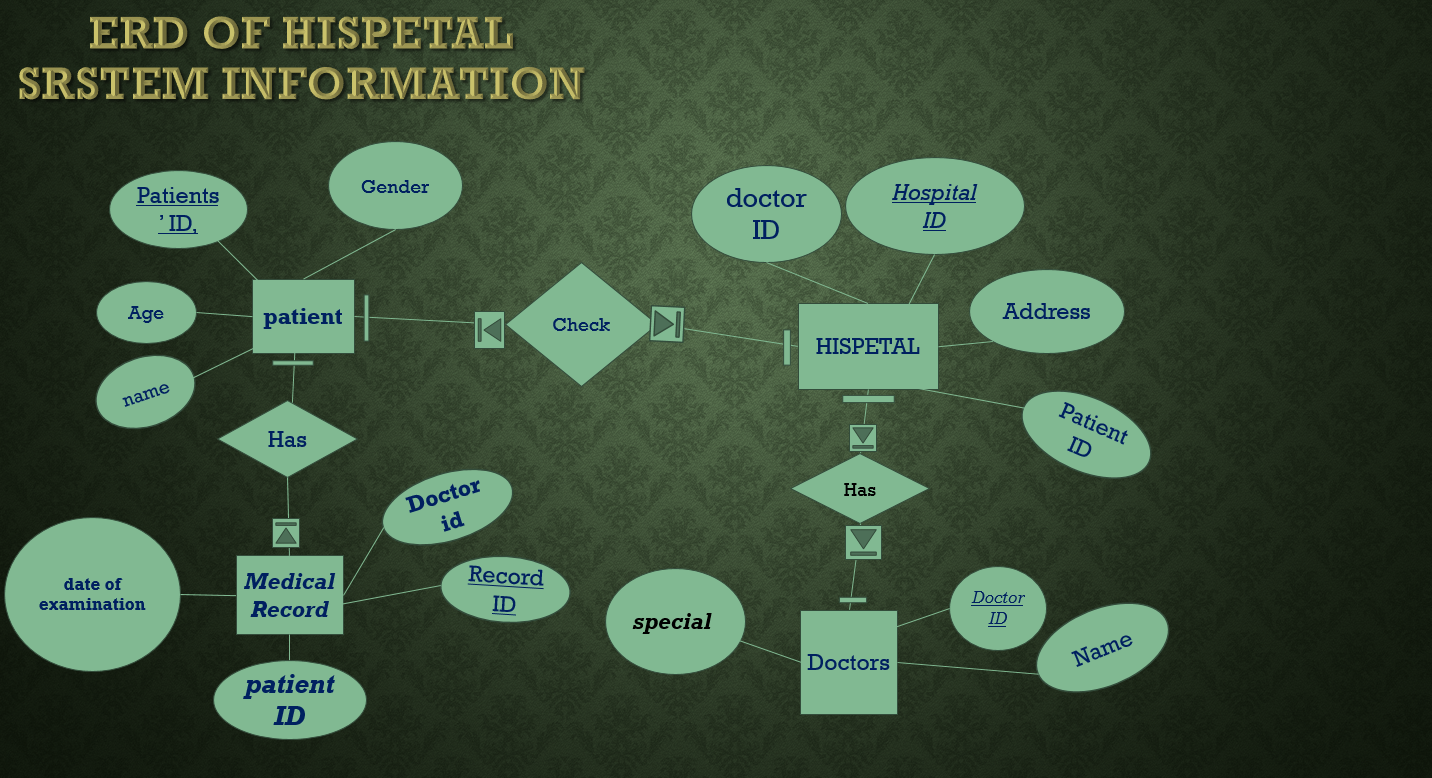 ERD OF HISPETAL
SRSTEM INFORMATION
Patients
’ ID,
Gender
Age
name
patient
Check
doctor
ID
Hospital
ID
Address
HISPETAL
Patient
ID
Has
Has
Doctor
id
date of
examination
Medical
Record
Record
ID
patient
ID
special
Doctors
Doctor
ID
Name